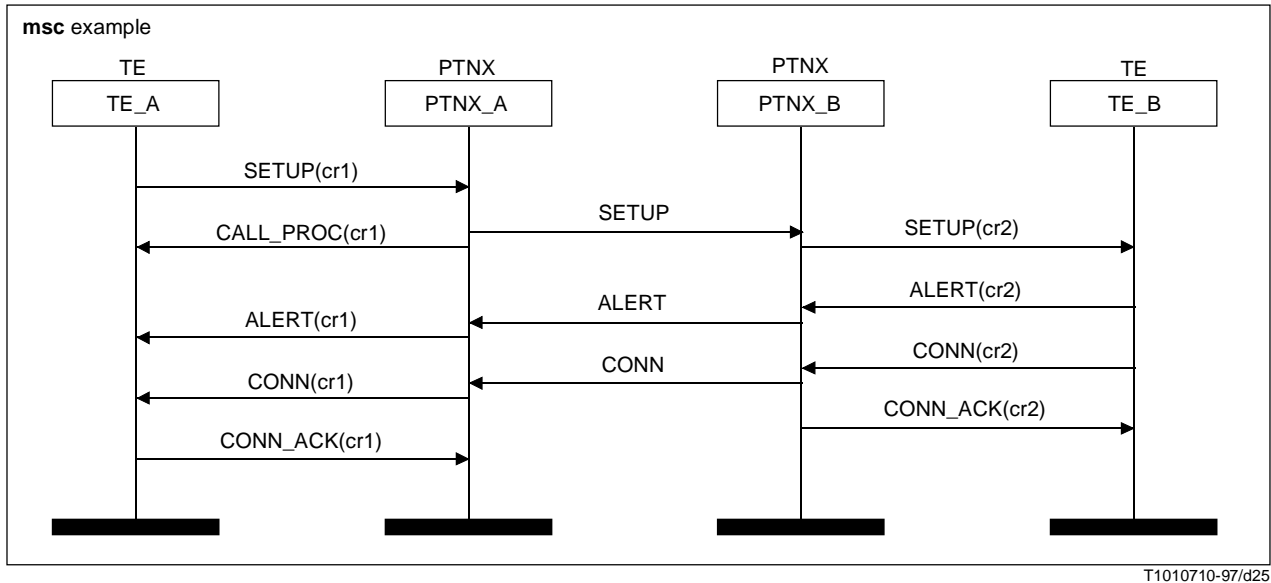 msc example
TE
PTNX
PTNX
TE
TE_A
PTNX_A
PTNX_B
TE_B
SETUP(cr1)
SETUP
CALL_PROC(cr1)
SETUP(cr2)
ALERT(cr2)
ALERT
ALERT(cr1)
CONN(cr2)
CONN
CONN(cr1)
CONN_ACK(cr2)
CONN_ACK(cr1)
T1010710-97/d25